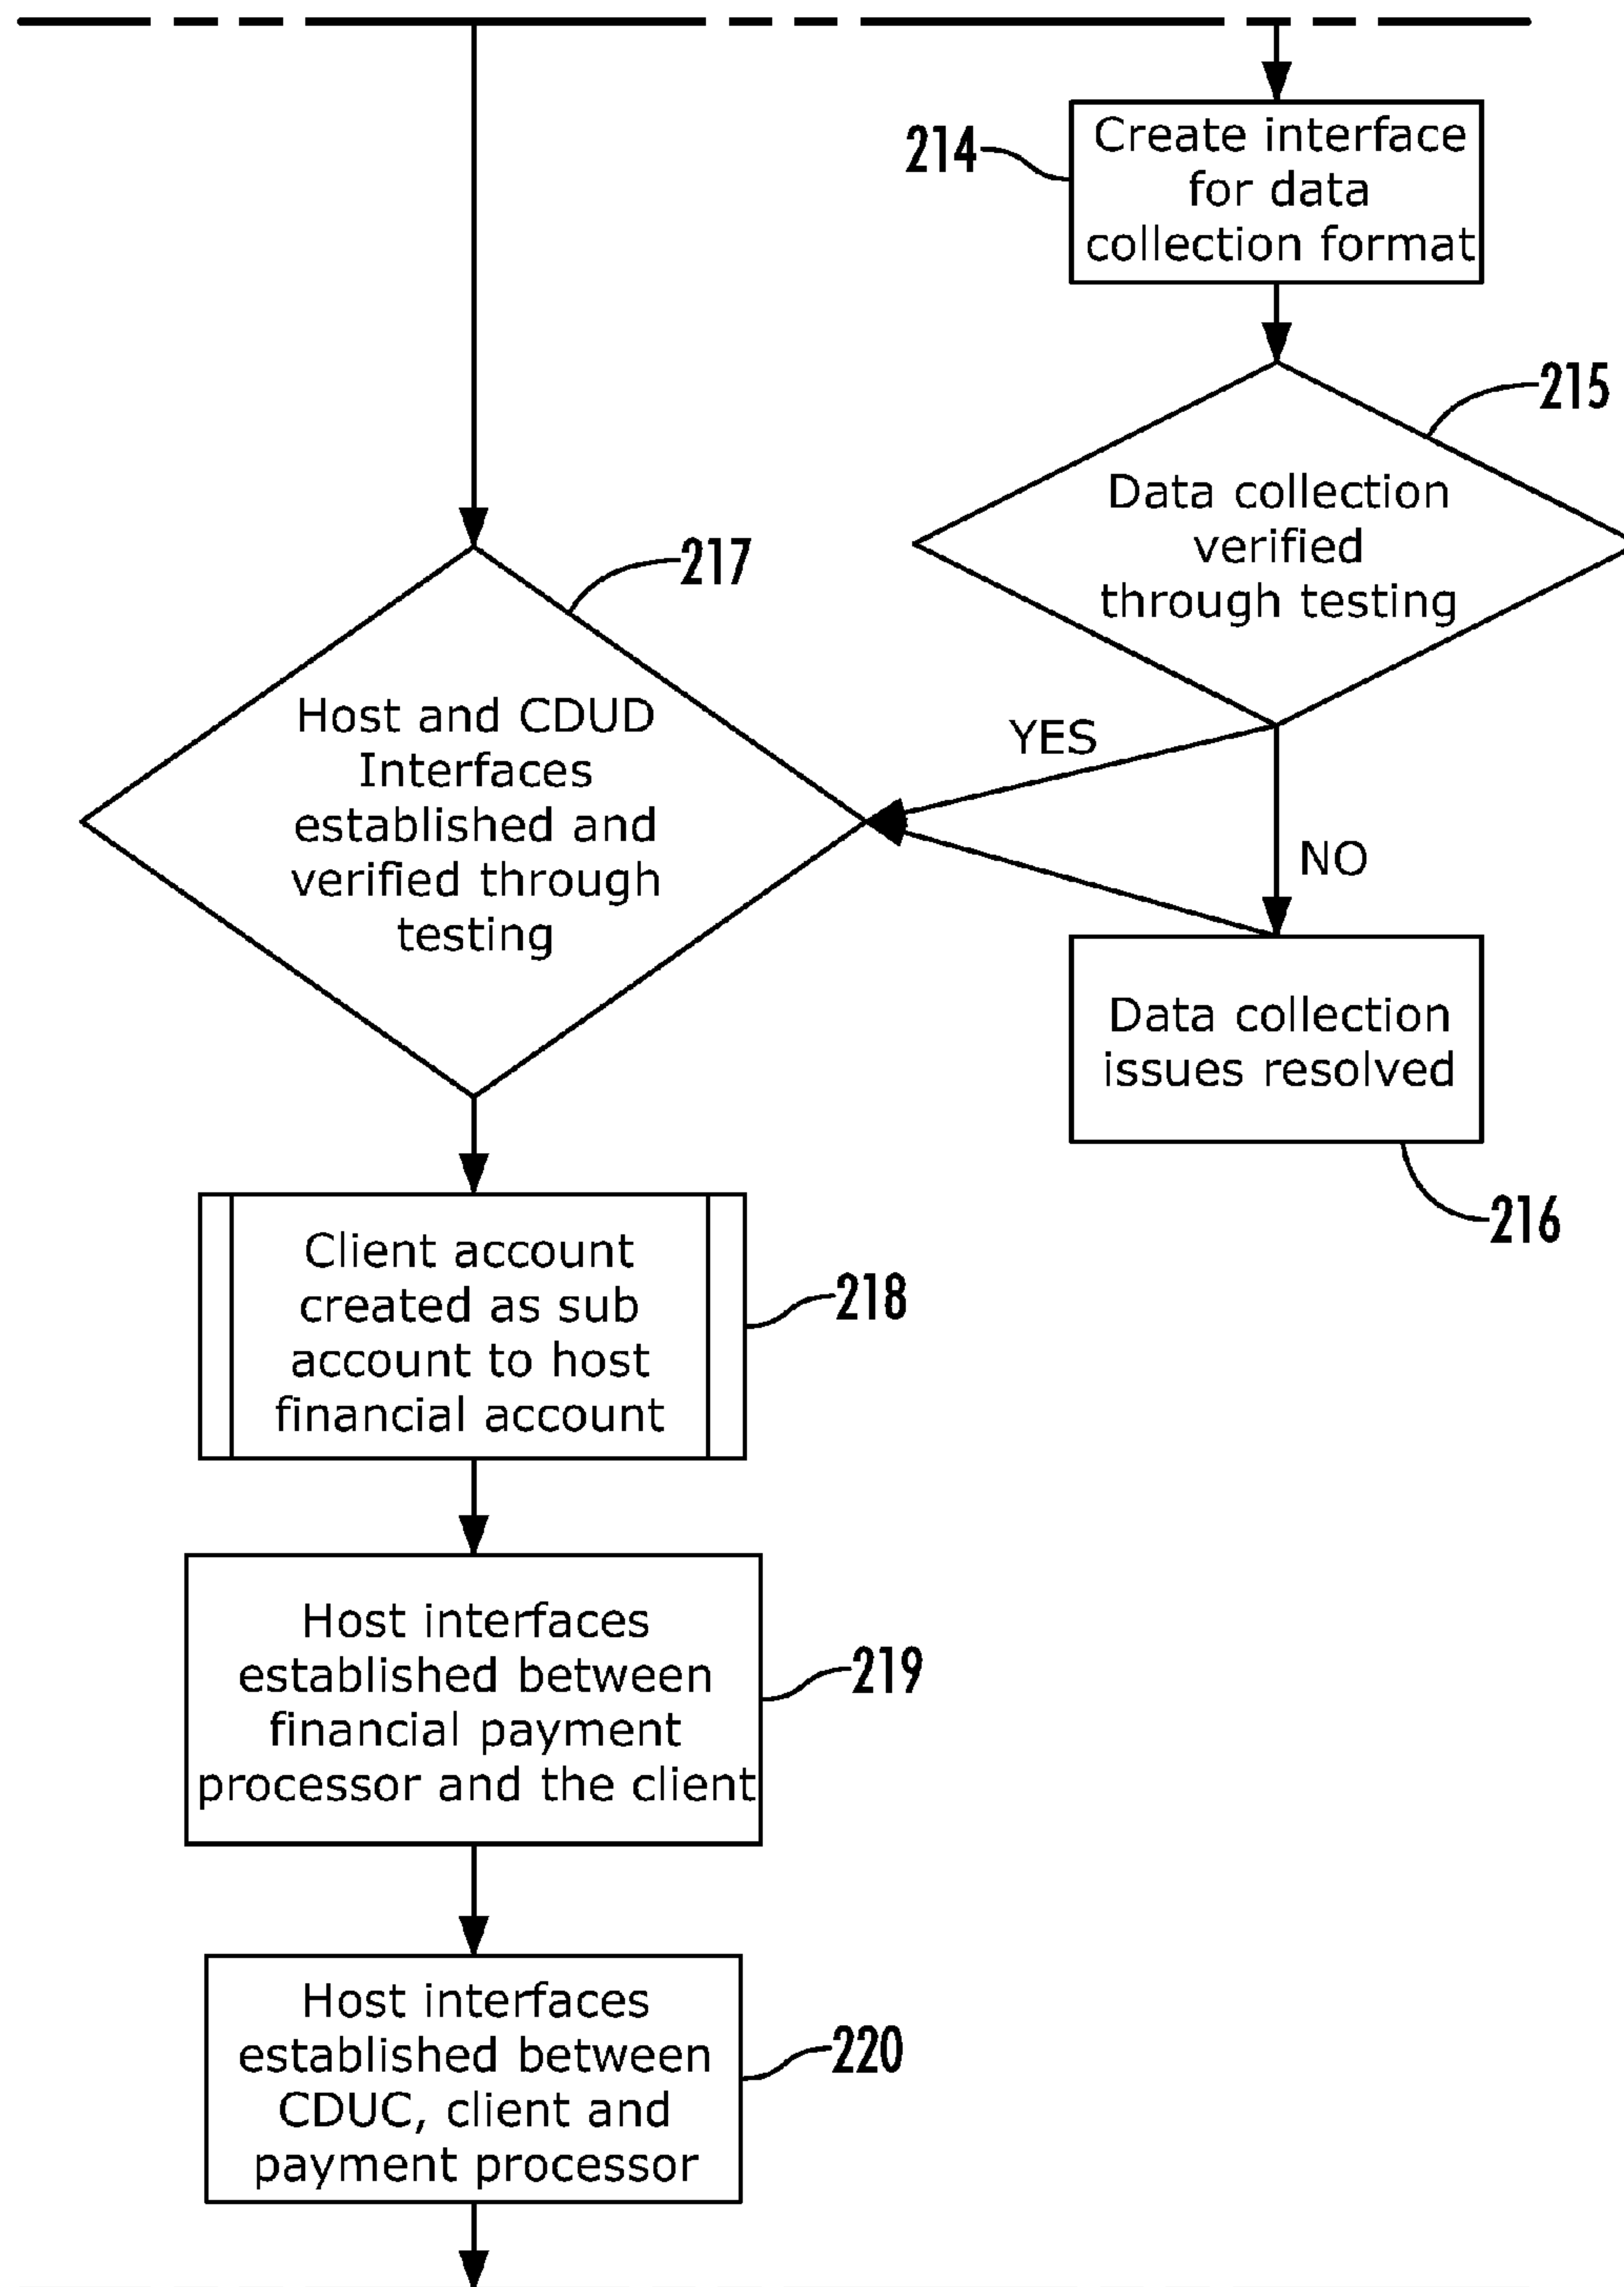 214
Create interface
for data
collection format
215
Data collection
verified
through testing
217
Host and CDUD
Interfaces
established and
verified through
testing
YES
NO
Data collection
issues resolved
216
Client account
created as sub
account to host
financial account
218
Host interfaces
established between
financial payment
processor and the client
219
Host interfaces
established between
CDUC, client and
payment processor
220